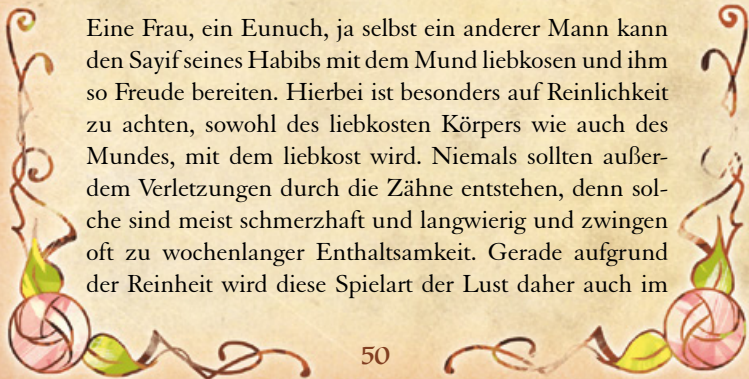 Eine Frau, ein Eunuch, ja selbst ein anderer Mann kann
den Sayif seines Habibs mit dem Mund liebkosen und ihm
so Freude bereiten. Hierbei ist besonders auf Reinlichkeit
zu achten, sowohl des liebkosten Körpers wie auch des
Mundes, mit dem liebkost wird. Niemals sollten außer-
dem Verletzungen durch die Zähne entstehen, denn sol-
che sind meist schmerzhaft und langwierig und zwingen
oft zu wochenlanger Enthaltsamkeit. Gerade aufgrund
der Reinheit wird diese Spielart der Lust daher auch im
50